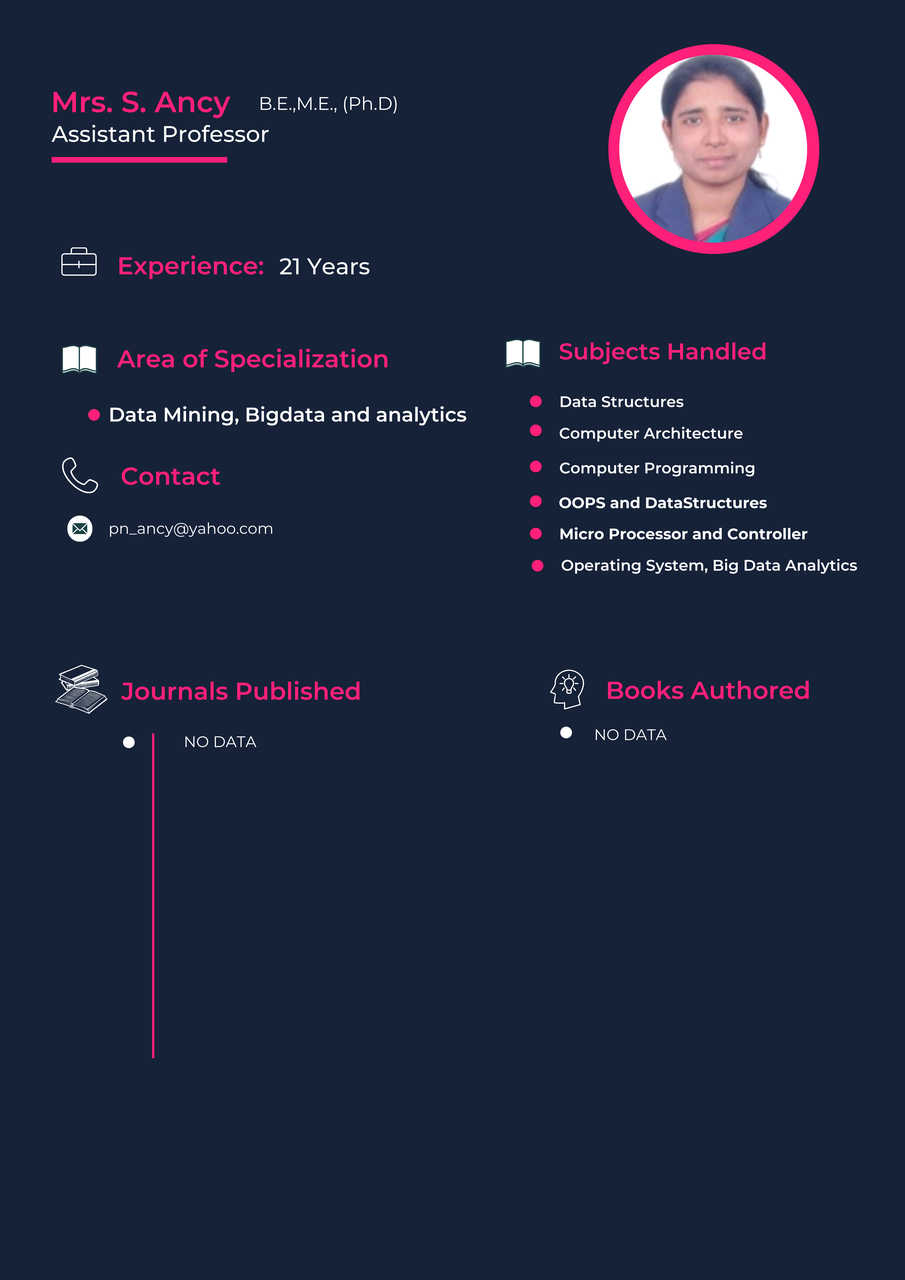 Mrs. S. Ancy B.E.,M.E., (Ph.D)
Assistant Professor
Experience: 21 Years
Area of Specialization
Data Mining, Bigdata and analytics
Contact
pn_ancy@yahoo.com
Subjects Handled
Data Structures
Computer Architecture
Computer Programming
OOPS and DataStructures
Micro Processor and Controller
Operating System, Big Data Analytics
Journals Published
NO DATA
Books Authored
NO DATA